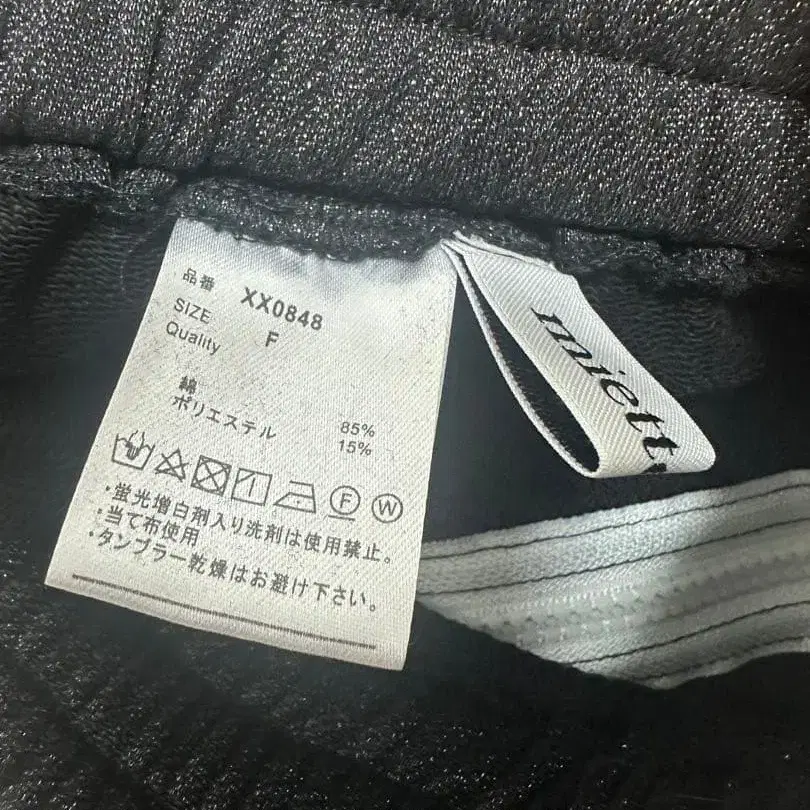 品番 XX0848
SIZE F
Quality
綿 85%
ポリエステル 15%
F W
・蛍光増白剤入り洗剤は使用禁止。
・当て布使用
・タンブラー乾燥はお避け下さい。